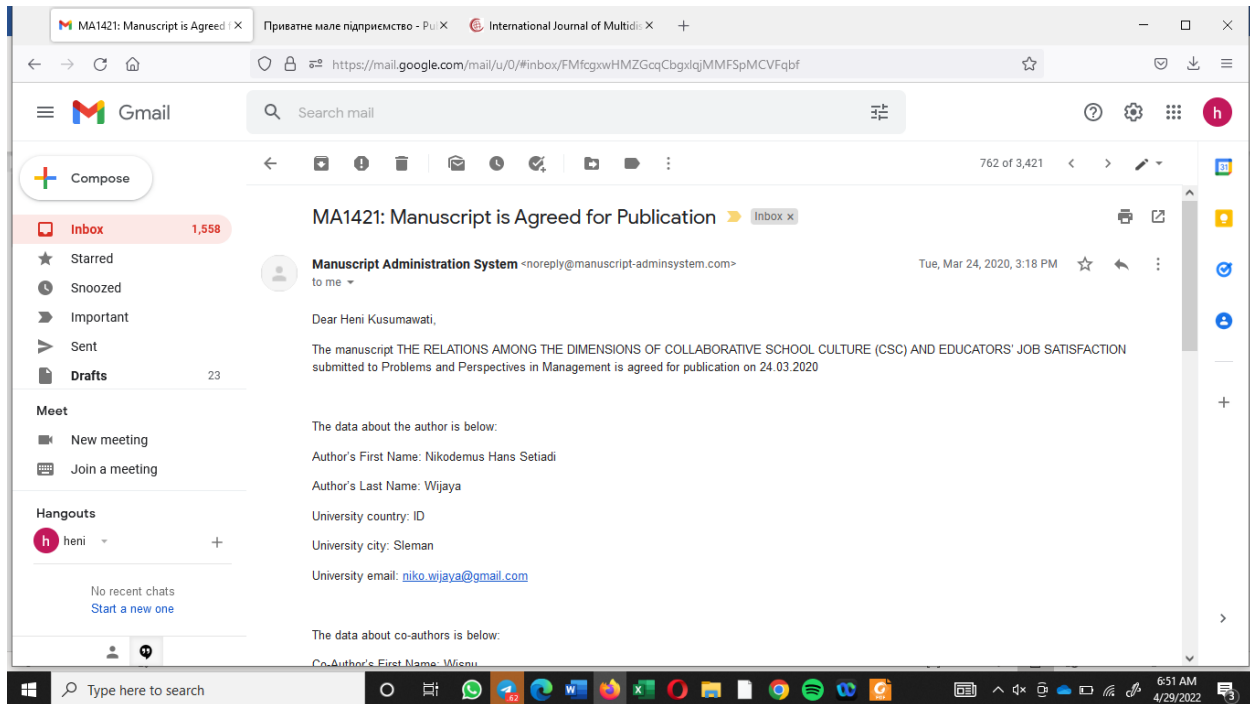 MA1421: Manuscript is Agreed f
Приватне мале підприємство - Pu
International Journal of Multidis
https://mail.google.com/mail/u/0/#inbox/FMfcgxwHMZGcqCbgxlqjMMFSpMCVFqbf
Gmail
Search mail
h
Compose
762 of 3,421
31
MA1421: Manuscript is Agreed for Publication
Inbox x
Inbox 1,558
Starred
Snoozed
Important
Sent
Drafts 23
Manuscript Administration System <noreply@manuscript-adminsystem.com>
Tue, Mar 24, 2020, 3:18 PM
to me
Dear Heni Kusumawati,
The manuscript THE RELATIONS AMONG THE DIMENSIONS OF COLLABORATIVE SCHOOL CULTURE (CSC) AND EDUCATORS' JOB SATISFACTION
submitted to Problems and Perspectives in Management is agreed for publication on 24.03.2020
The data about the author is below:
Author's First Name: Nikodemus Hans Setiadi
Author's Last Name: Wijaya
University country: ID
University city: Sleman
University email: niko.wijaya@gmail.com
The data about co-authors is below:
Co-Author's First Name: Wisnu
Meet
New meeting
Join a meeting
Hangouts
h heni
No recent chats
Start a new one
Type here to search
62
6:51 AM
4/29/2022
3